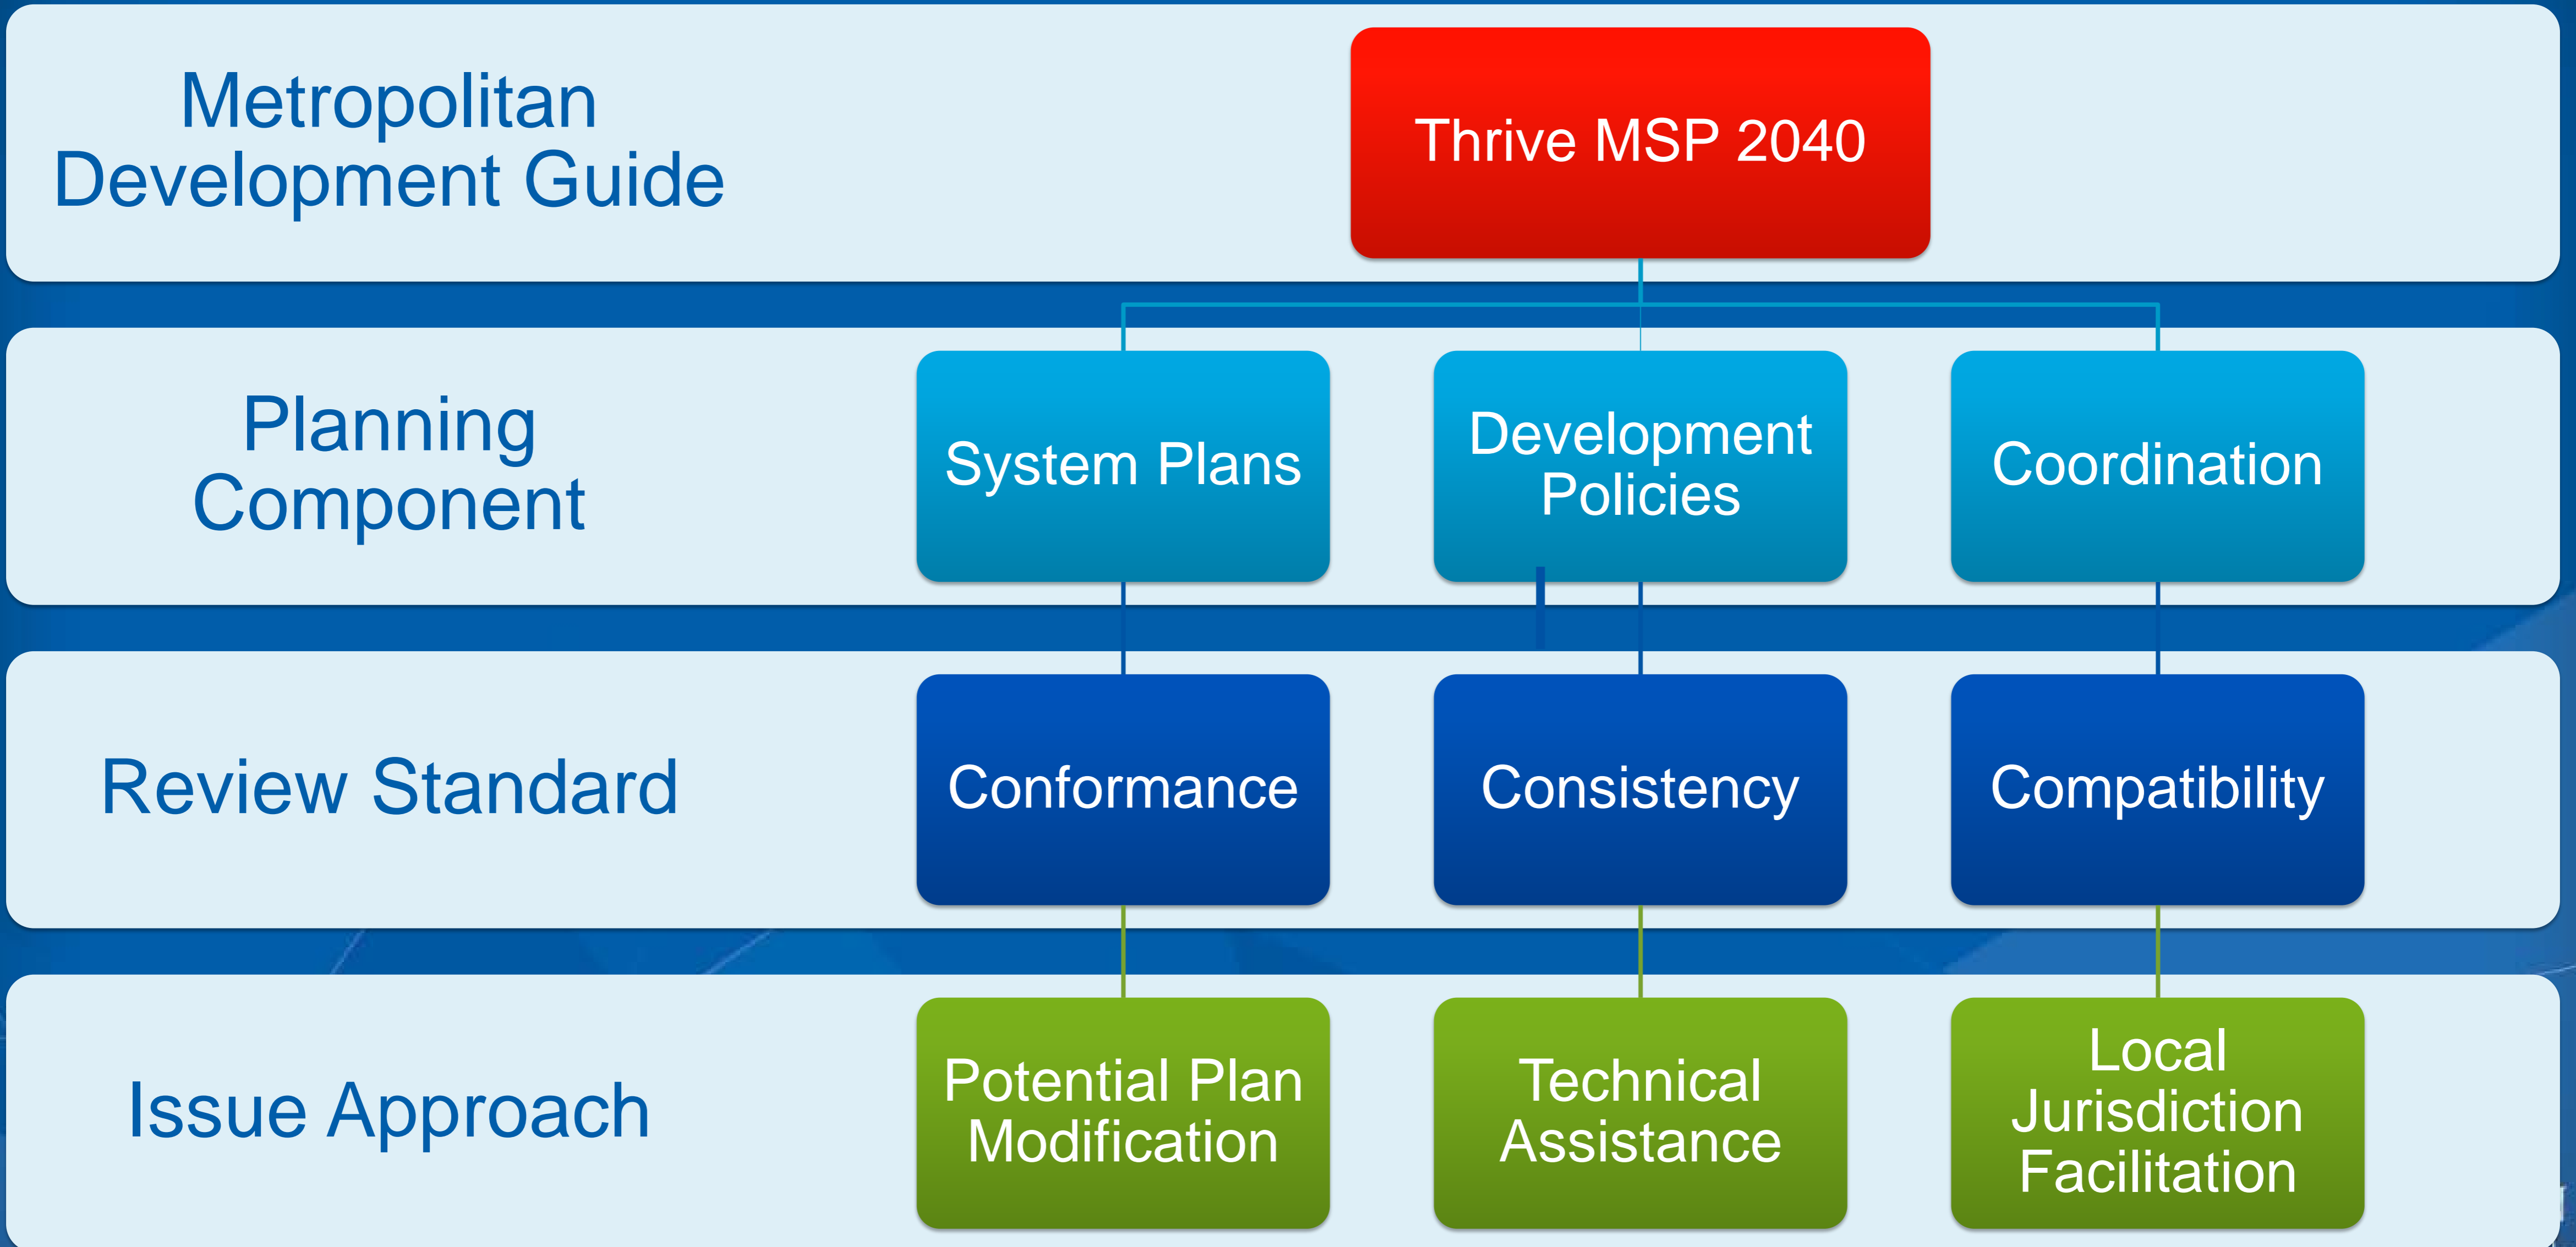 Metropolitan
Development Guide
Thrive MSP 2040
Planning
Component
System Plans
Development
Policies
Coordination
Review Standard
Conformance
Consistency
Compatibility
Issue Approach
Potential Plan
Modification
Technical
Assistance
Local
Jurisdiction
Facilitation